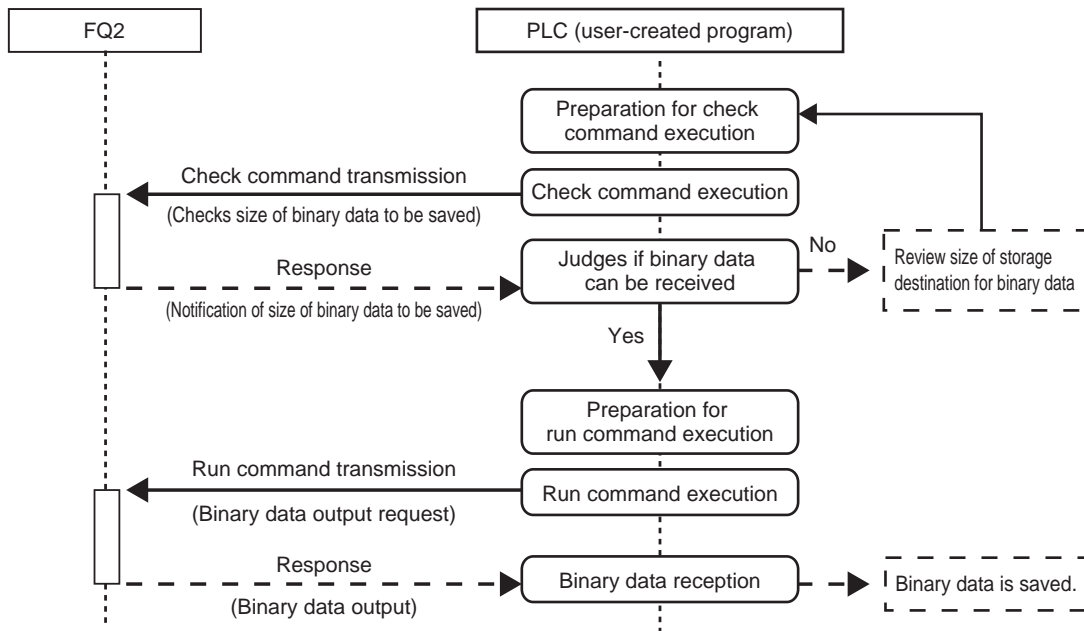 FQ2
PLC (user-created program)
Preparation for check
command execution
Check command transmission
(Checks size of binary data to be saved)
Check command execution
Response
(Notification of size of binary data to be saved)
Judges if binary data
can be received
No
Review size of storage
destination for binary data
Yes
Preparation for
run command execution
Run command transmission
(Binary data output request)
Run command execution
Response
(Binary data output)
Binary data reception
Binary data is saved.